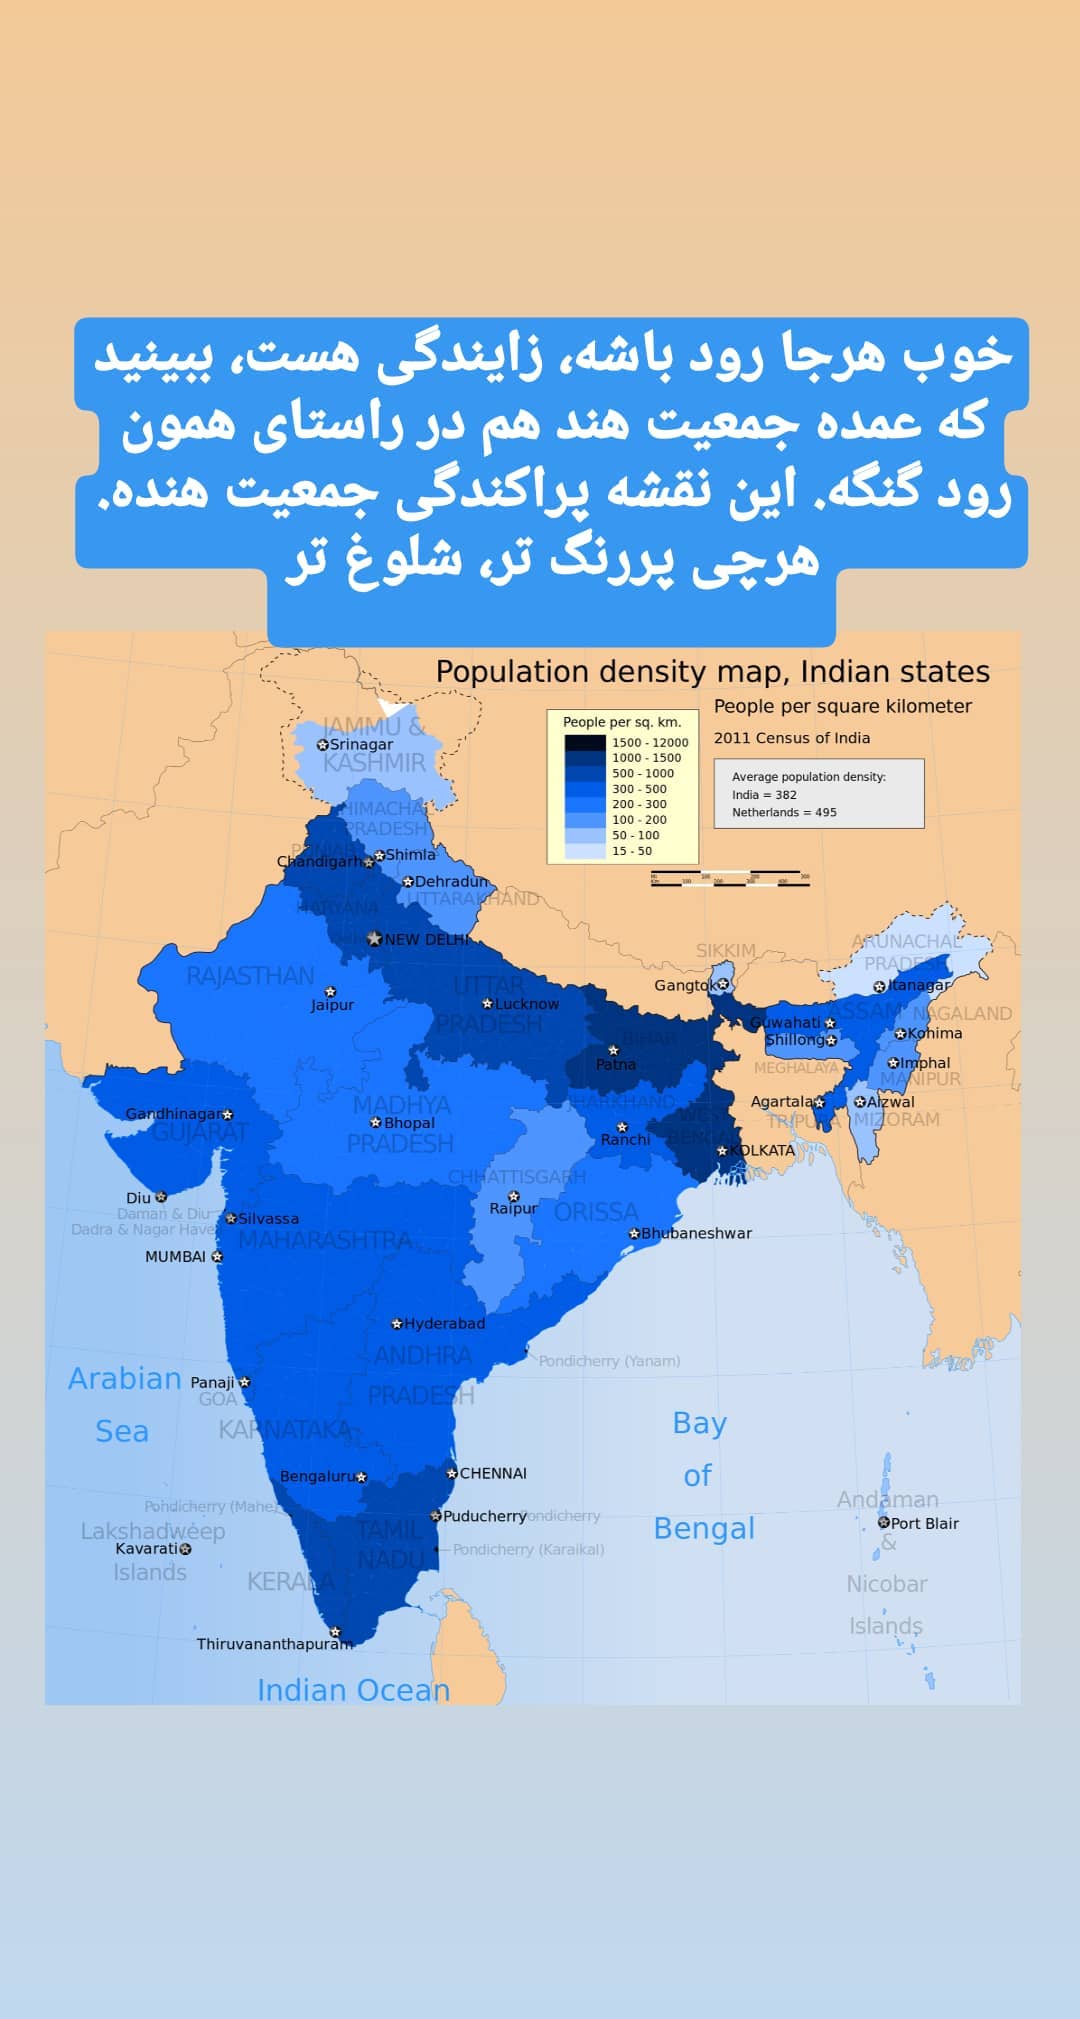 خوب هرجا رود باشه، زایندگی هست، ببینید
که عمده جمعیت هند هم در راستای همون
رود گنگه. این نقشه پراکندگی جمعیت هنده.
هرچی پررنگ تر، شلوغ تر
Population density map, Indian states
People per square kilometer
2011 Census of India
People per sq. km.
1500 - 12000
1000 - 1500
500 - 1000
300 - 500
200 - 300
100 - 200
50 - 100
15 - 50
Average population density:
India = 382
Netherlands = 495
JAMMU &
KASHMIR
Srinagar
HIMACHAL
PRADESH
PUNJAB
Shimla
Chandigarh
Dehradun
UTTARAKHAND
HARYANA
NEW DELHI
RAJASTHAN
Jaipur
UTTAR
PRADESH
Lucknow
SIKKIM
Gangtok
ARUNACHAL
PRADESH
Itanagar
ASSAM
NAGALAND
Guwahati
Shillong
Kohima
MEGHALAYA
Imphal
MANIPUR
Agartala
TRIPURA
Aizwal
MIZORAM
BIHAR
Patna
JHARKHAND
Ranchi
WEST
BENGAL
KOLKATA
Gandhinagar
GUJARAT
MADHYA
PRADESH
Bhopal
CHHATTISGARH
Raipur
ORISSA
Bhubaneshwar
Diu
Daman & Diu
Dadra & Nagar Haveli
Silvassa
MUMBAI
MAHARASHTRA
Hyderabad
ANDHRA
PRADESH
Pondicherry (Yanam)
Arabian
Sea
Panaji
GOA
KARNATAKA
Bengaluru
CHENNAI
Puducherry
Pondicherry
Pondicherry (Mahe)
Pondicherry (Karaikal)
Lakshadweep
Islands
Kavarati
TAMIL
NADU
KERALA
Thiruvananthapuram
Bay
of
Bengal
Andaman
&
Nicobar
Islands
Port Blair
Indian Ocean